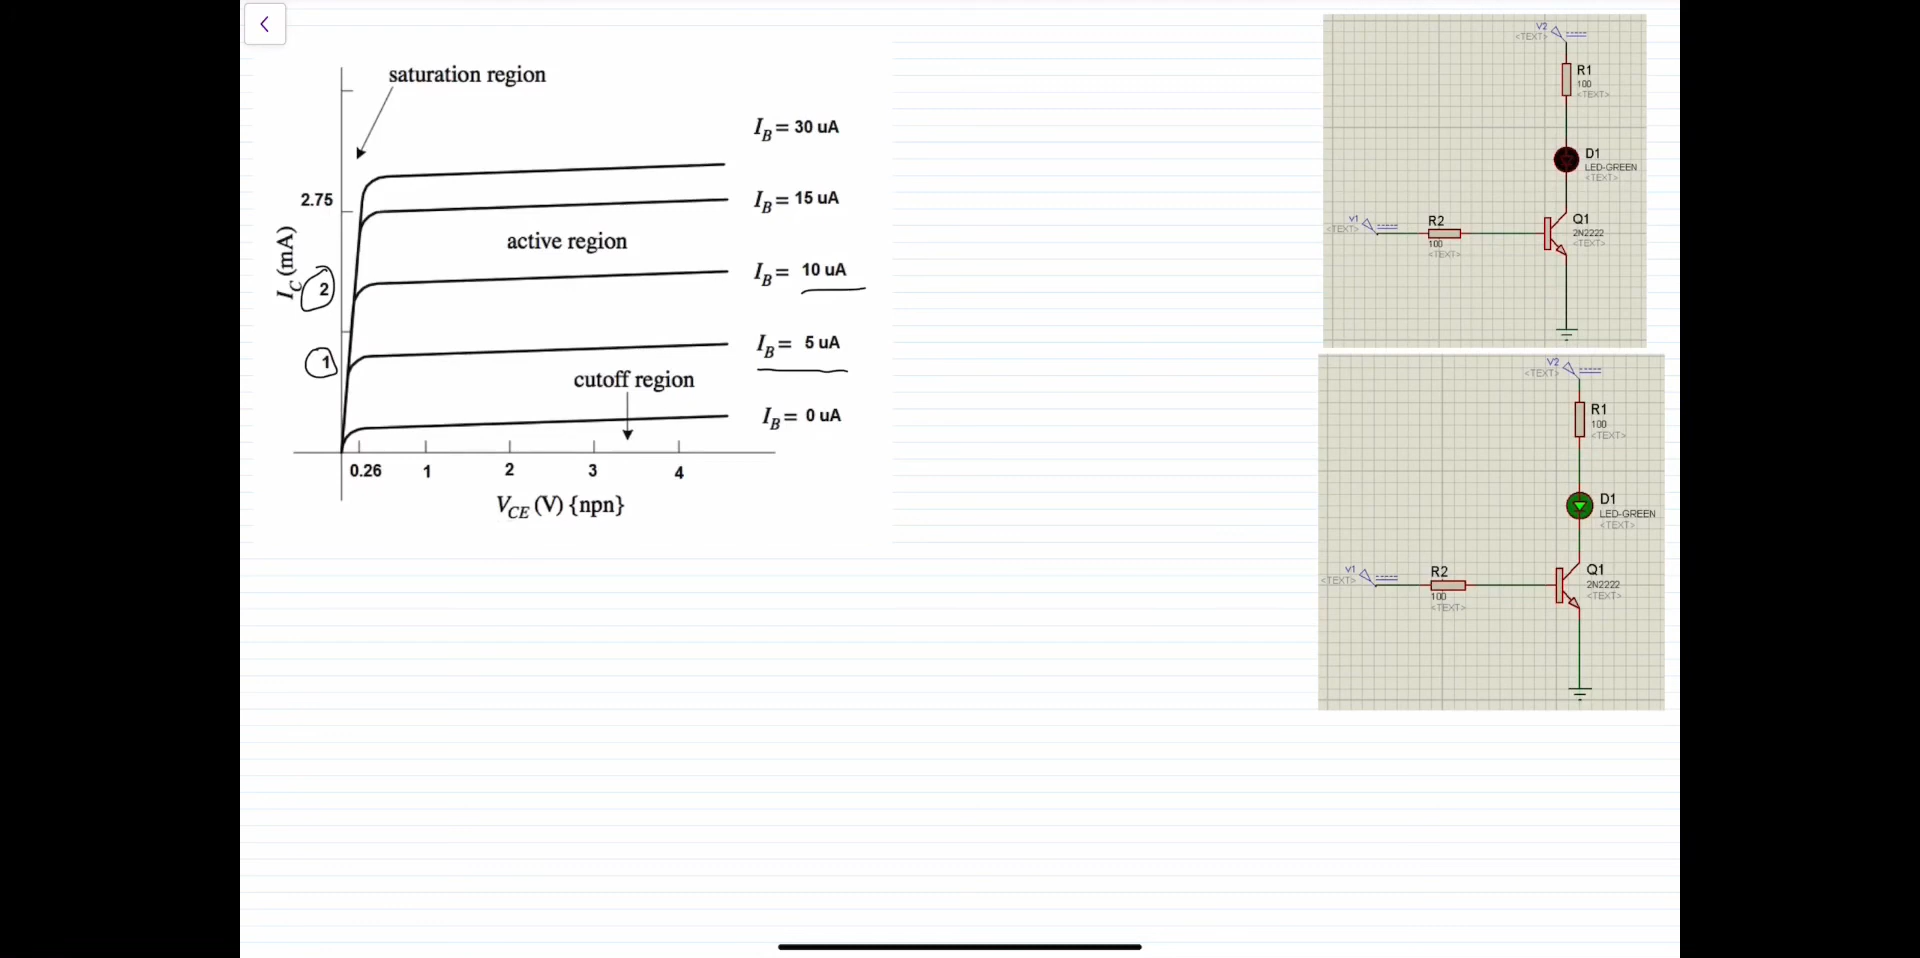 saturation region
I_B = 30 uA
2.75
I_B = 15 uA
active region
I_C (mA)
2
I_B = 10 uA
1
I_B = 5 uA
cutoff region
I_B = 0 uA
0.26 1 2 3 4
V_CE (V) {npn}
V2
<TEXT>
R1
100
<TEXT>
D1
LED-GREEN
<TEXT>
V1
<TEXT>
R2
100
<TEXT>
Q1
2N2222
<TEXT>
V2
<TEXT>
R1
100
<TEXT>
D1
LED-GREEN
<TEXT>
V1
<TEXT>
R2
100
<TEXT>
Q1
2N2222
<TEXT>